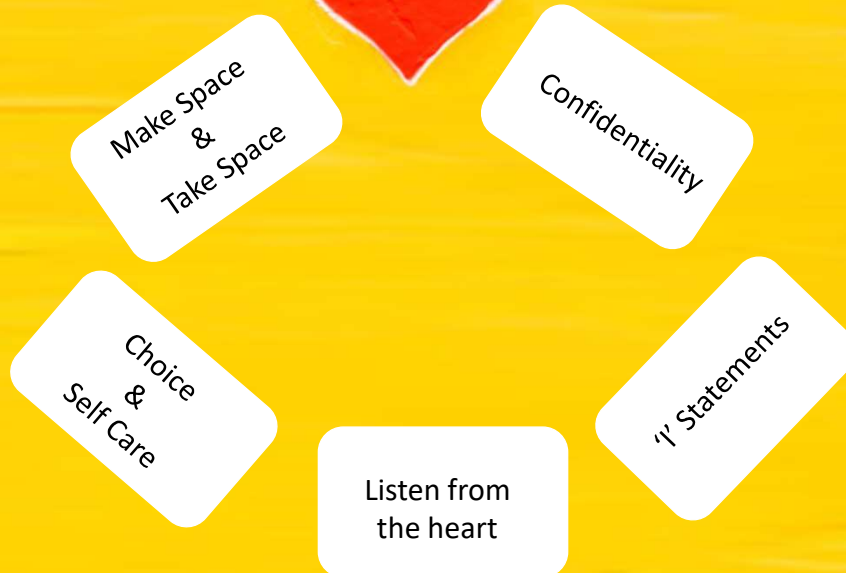 Make Space
&
Take Space
Confidentiality
Choice
&
Self Care
‘I’ Statements
Listen from
the heart